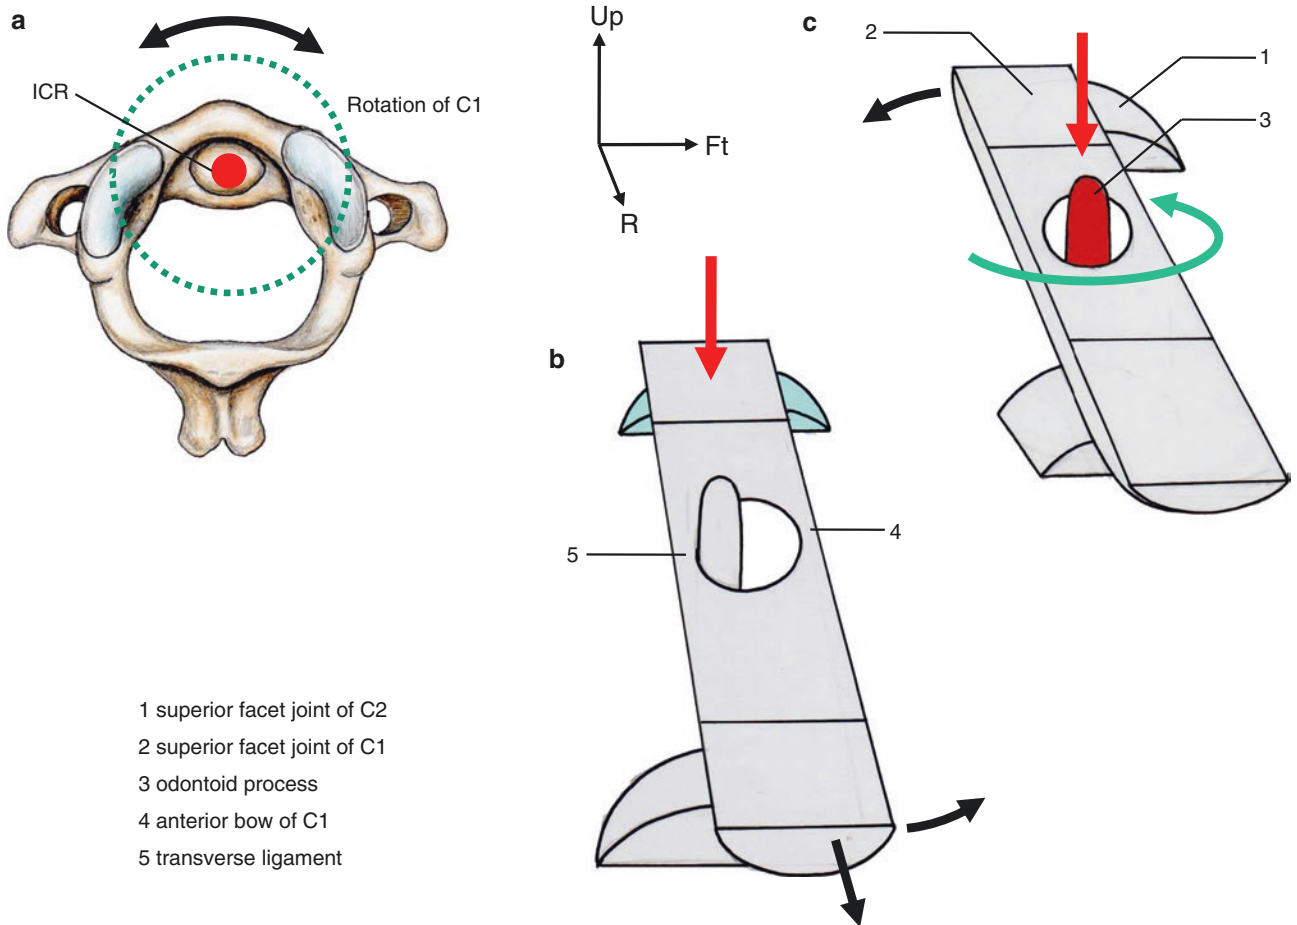 a
ICR
Rotation of C1
Up
Ft
R
c
2
1
3
b
4
5
1 superior facet joint of C2
2 superior facet joint of C1
3 odontoid process
4 anterior bow of C1
5 transverse ligament